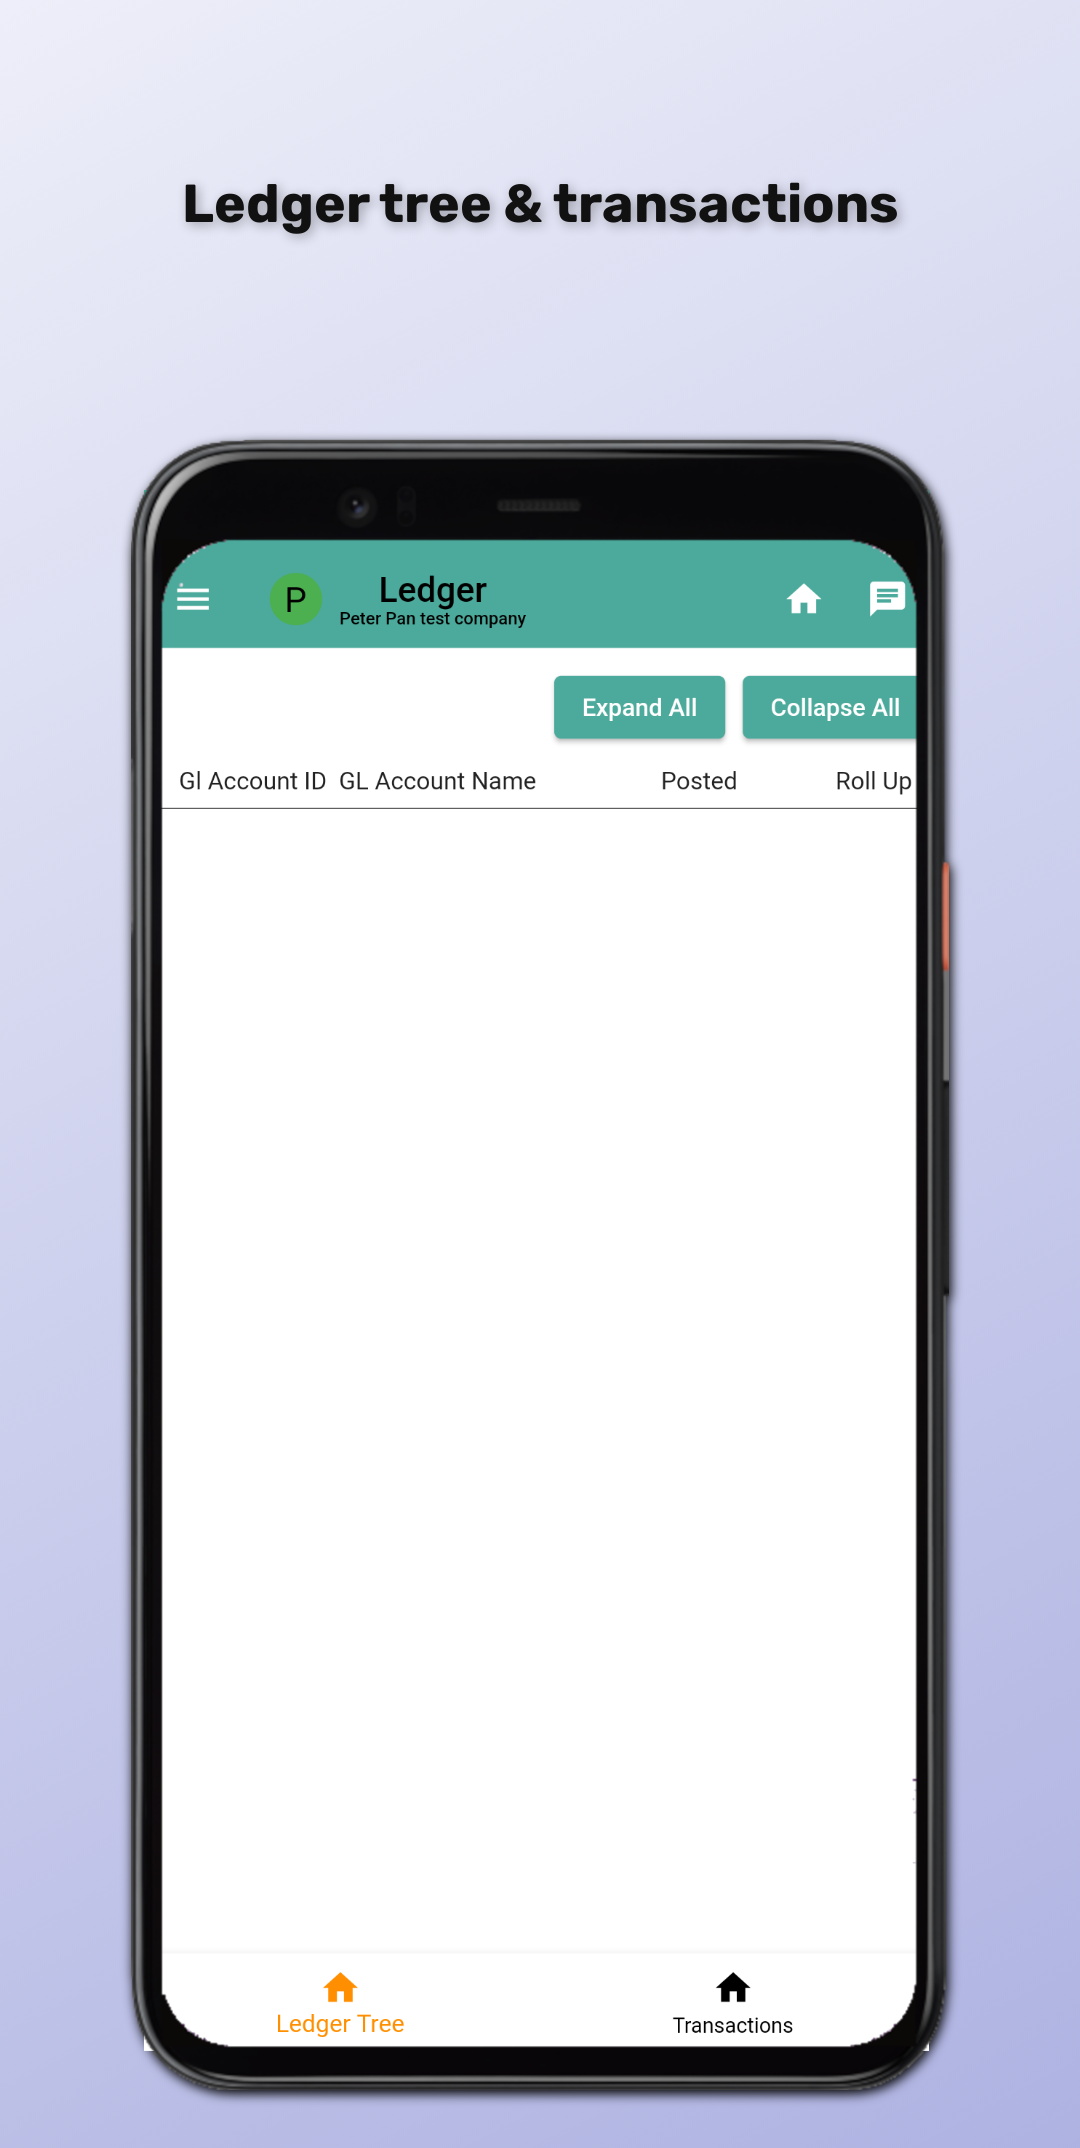 Ledger tree & transactions
P
Ledger
Peter Pan test company
Expand All
Collapse All
Gl Account ID GL Account Name Posted Roll Up
Ledger Tree
Transactions